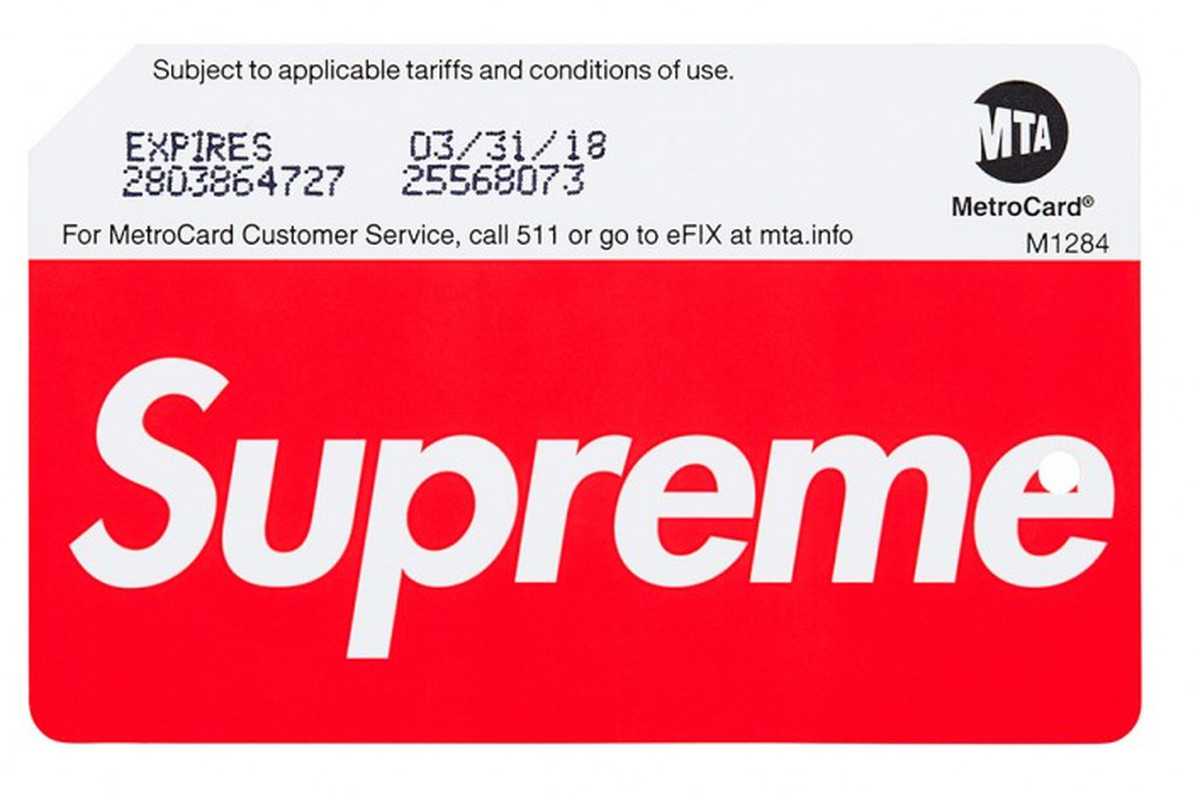 Subject to applicable tariffs and conditions of use.
MTA
EXPIRES 03/31/18
2803864727 25568073
MetroCard®
For MetroCard Customer Service, call 511 or go to eFIX at mta.info
M1284
Supreme